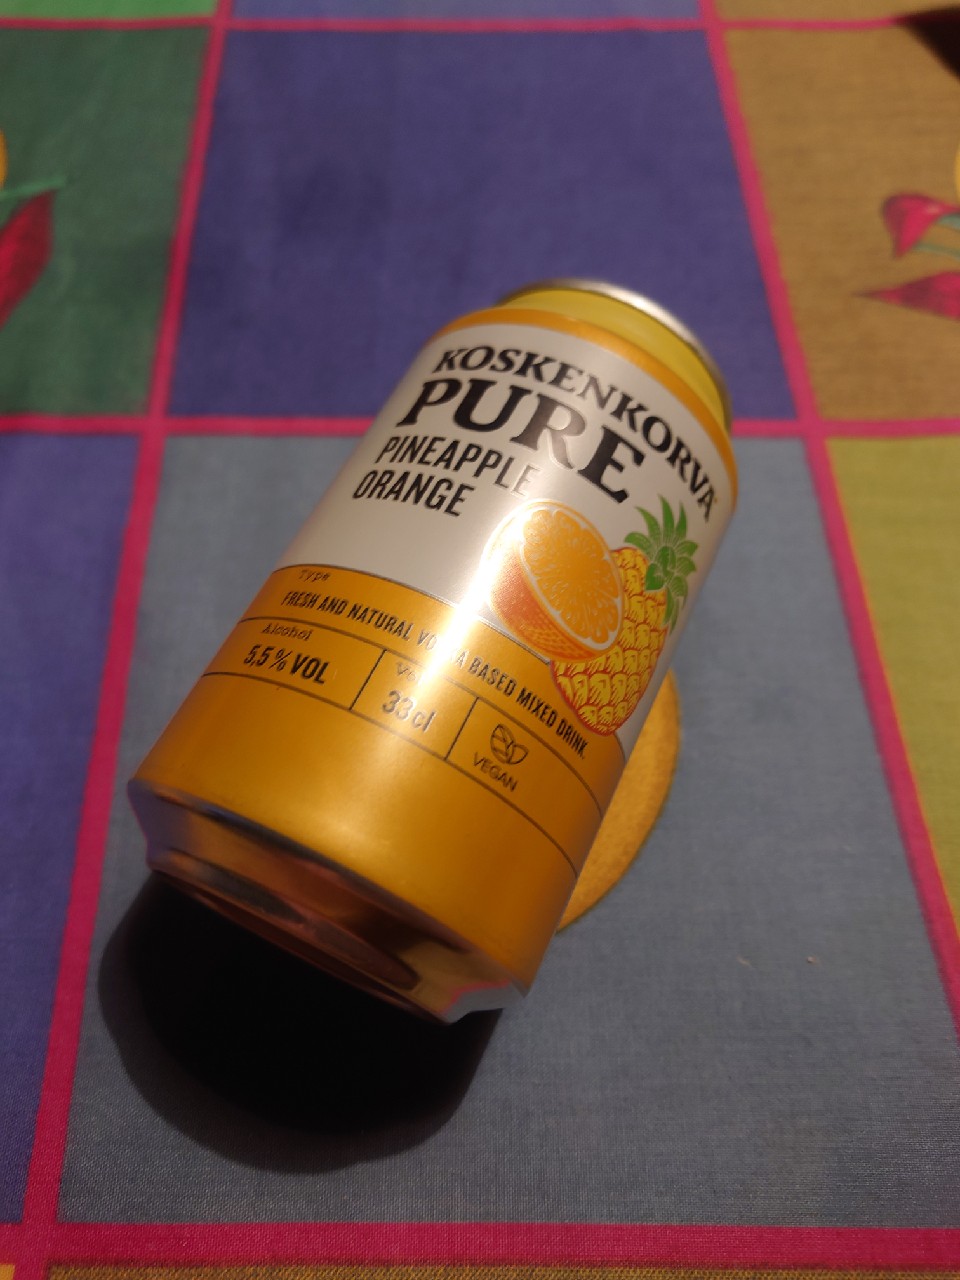 KOSKENKORVA
PURE
PINEAPPLE
ORANGE
Type
FRESH AND NATURAL BASED MIXED DRINK.
Alcohol
5,5 % VOL
33 cl
VEGAN